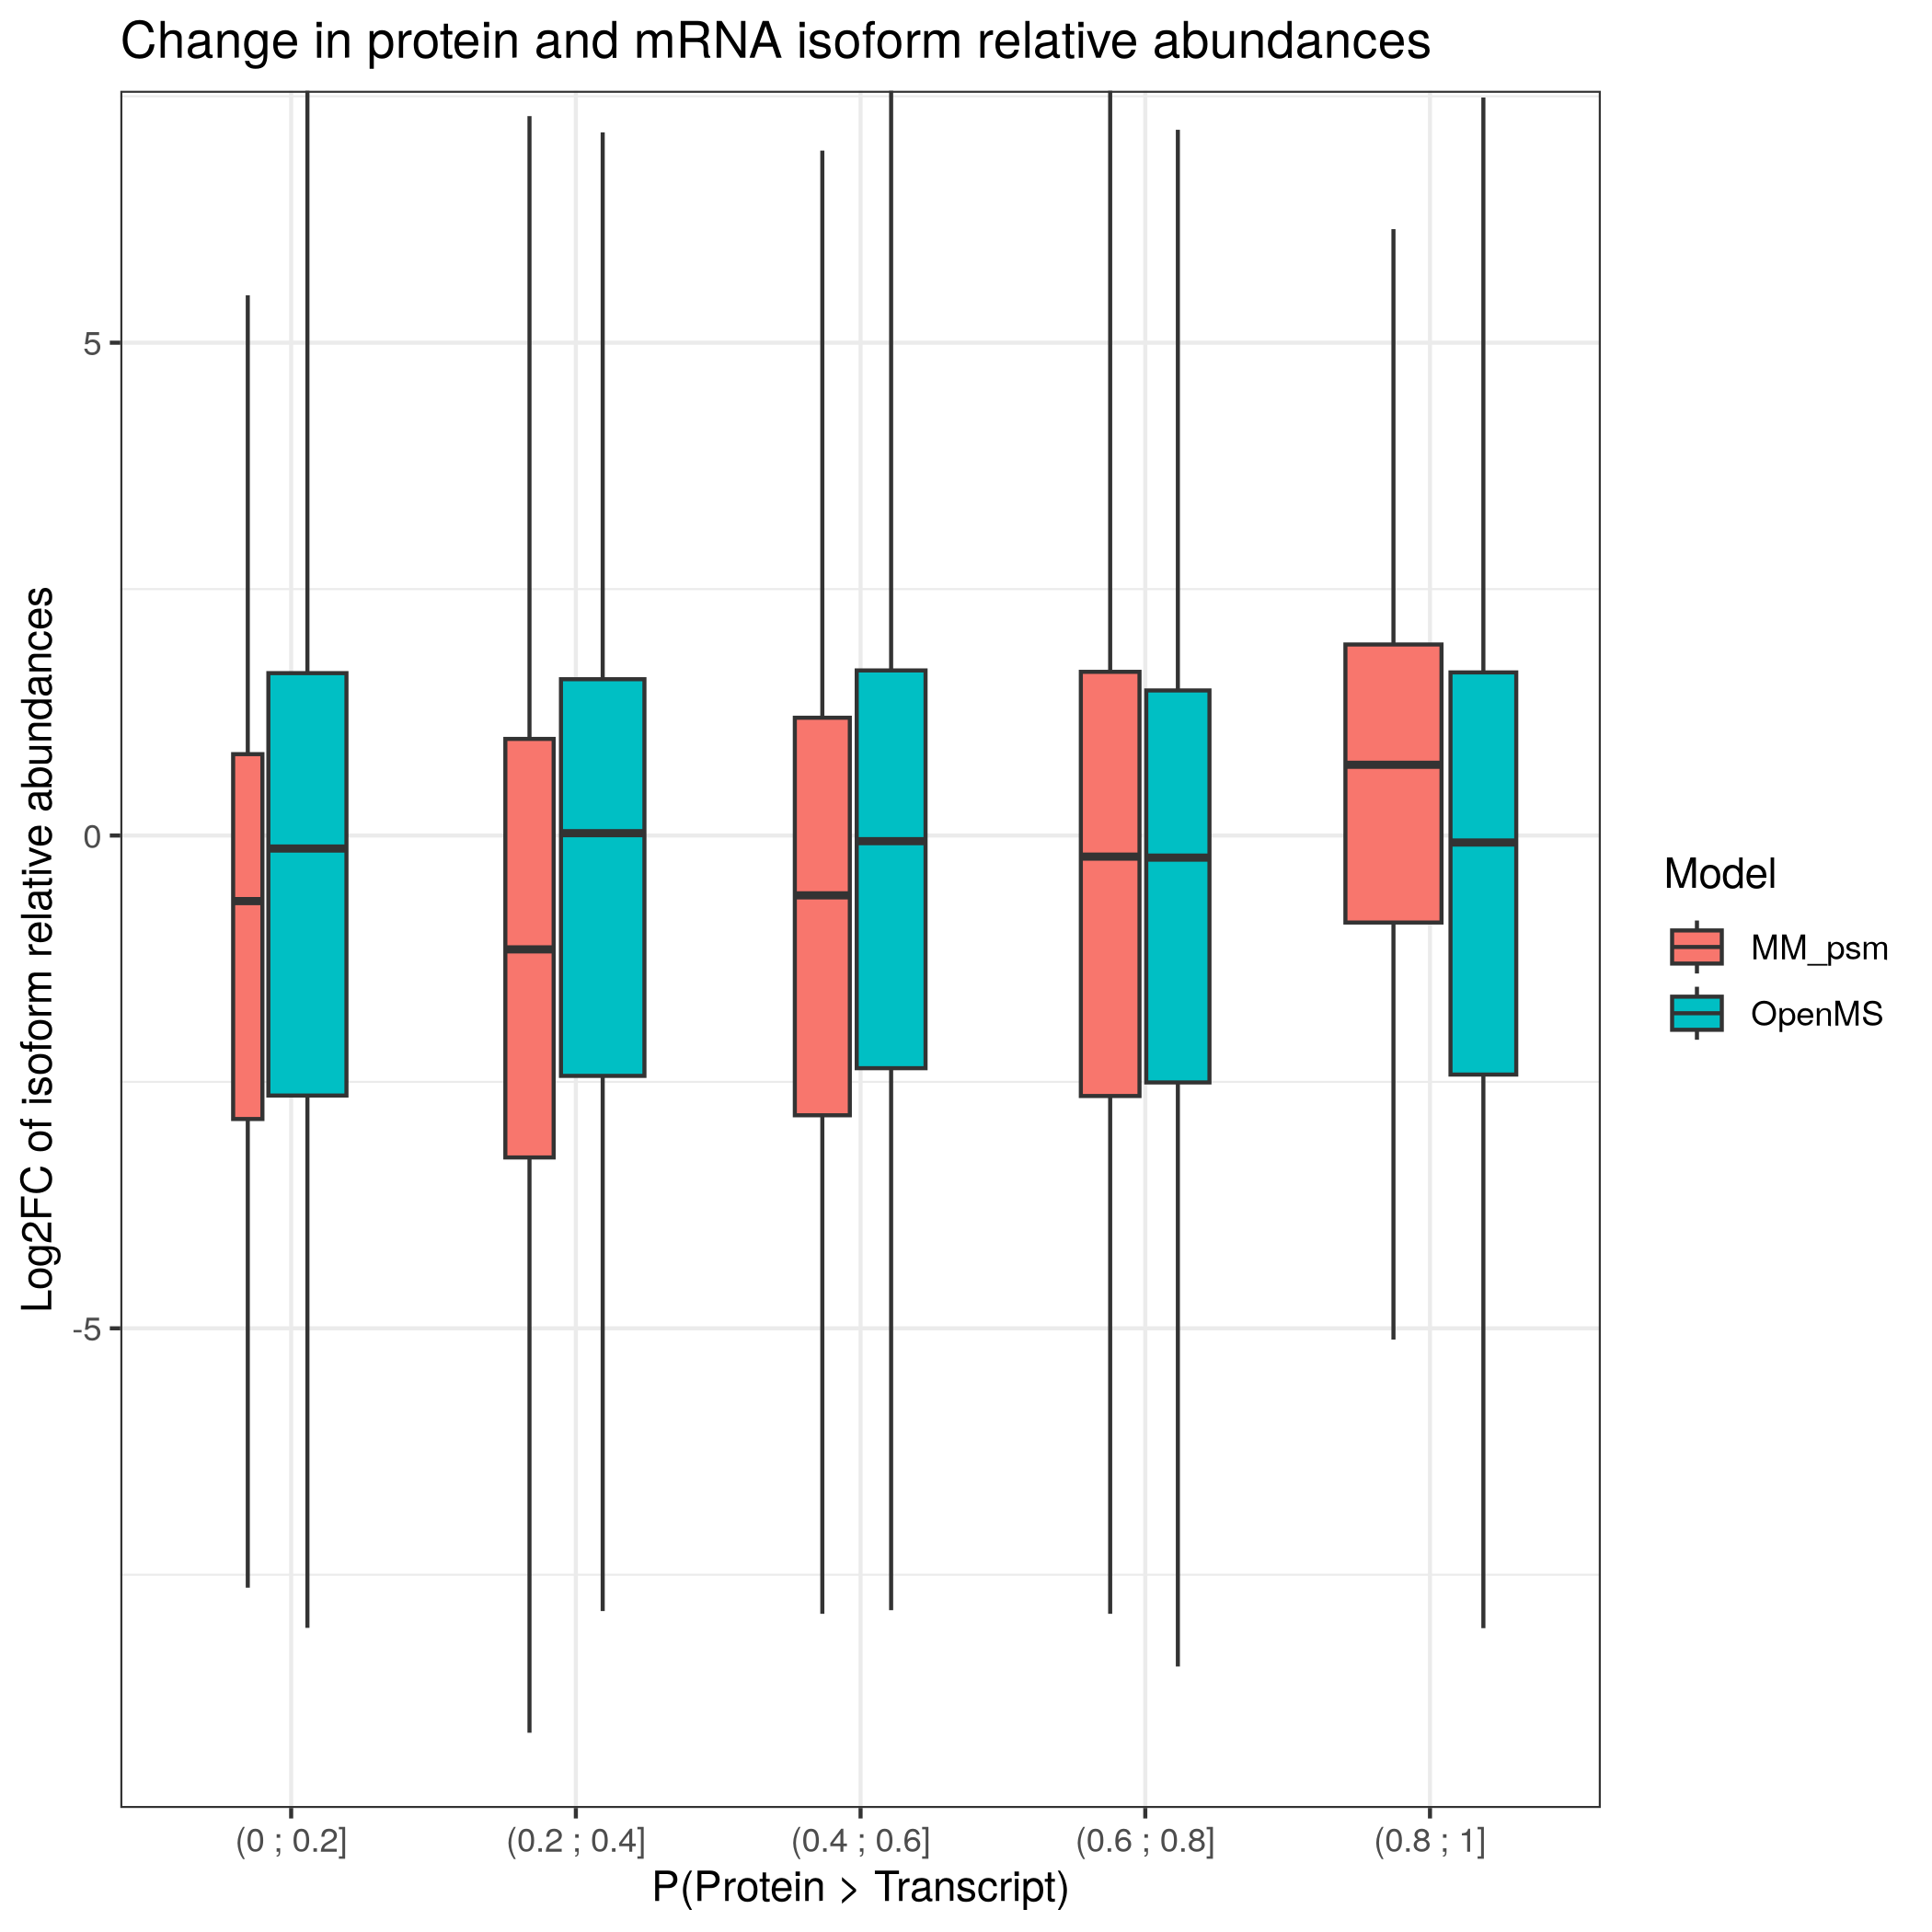 Change in protein and mRNA isoform relative abundances
Log2FC of isoform relative abundances
5
0
-5
(0 ; 0.2]
(0.2 ; 0.4]
(0.4 ; 0.6]
(0.6 ; 0.8]
(0.8 ; 1]
P(Protein > Transcript)
Model
MM_psm
OpenMS